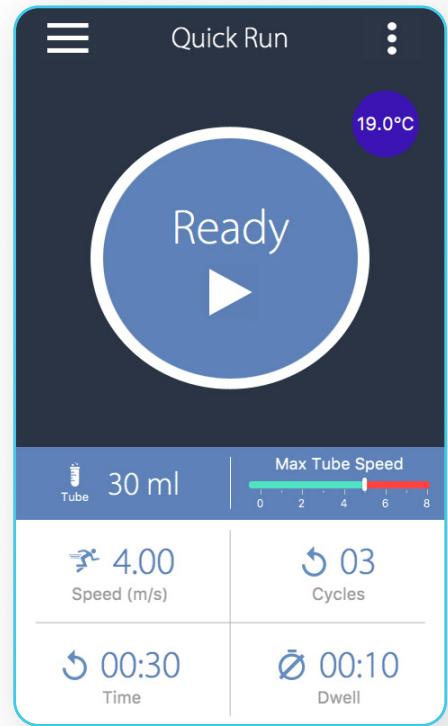 Quick Run
19.0°C
Ready
Tube
30 ml
Max Tube Speed
0 2 4 6 8
4.00
Speed (m/s)
03
Cycles
00:30
Time
00:10
Dwell